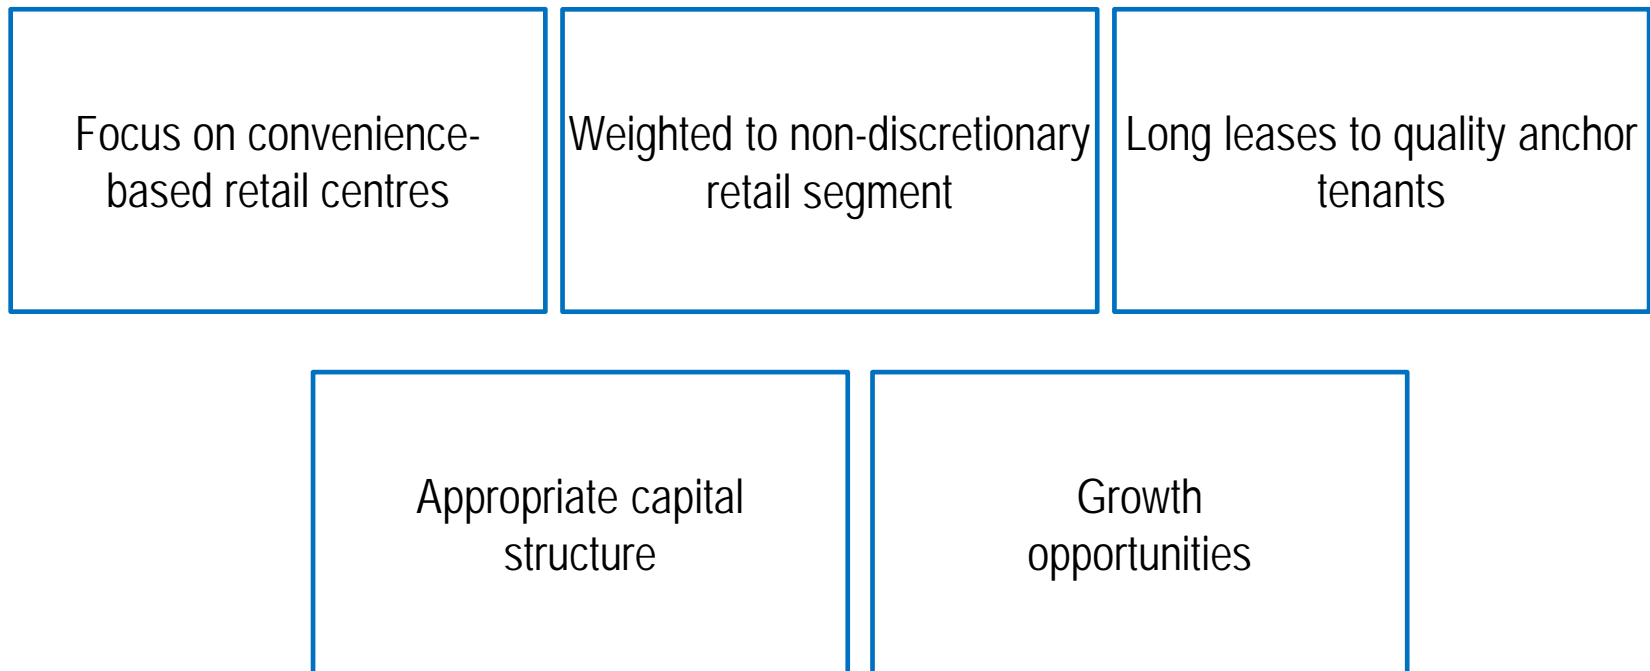 Focus on convenience-
based retail centres
Weighted to non-discretionary
retail segment
Long leases to quality anchor
tenants
Appropriate capital
structure
Growth
opportunities